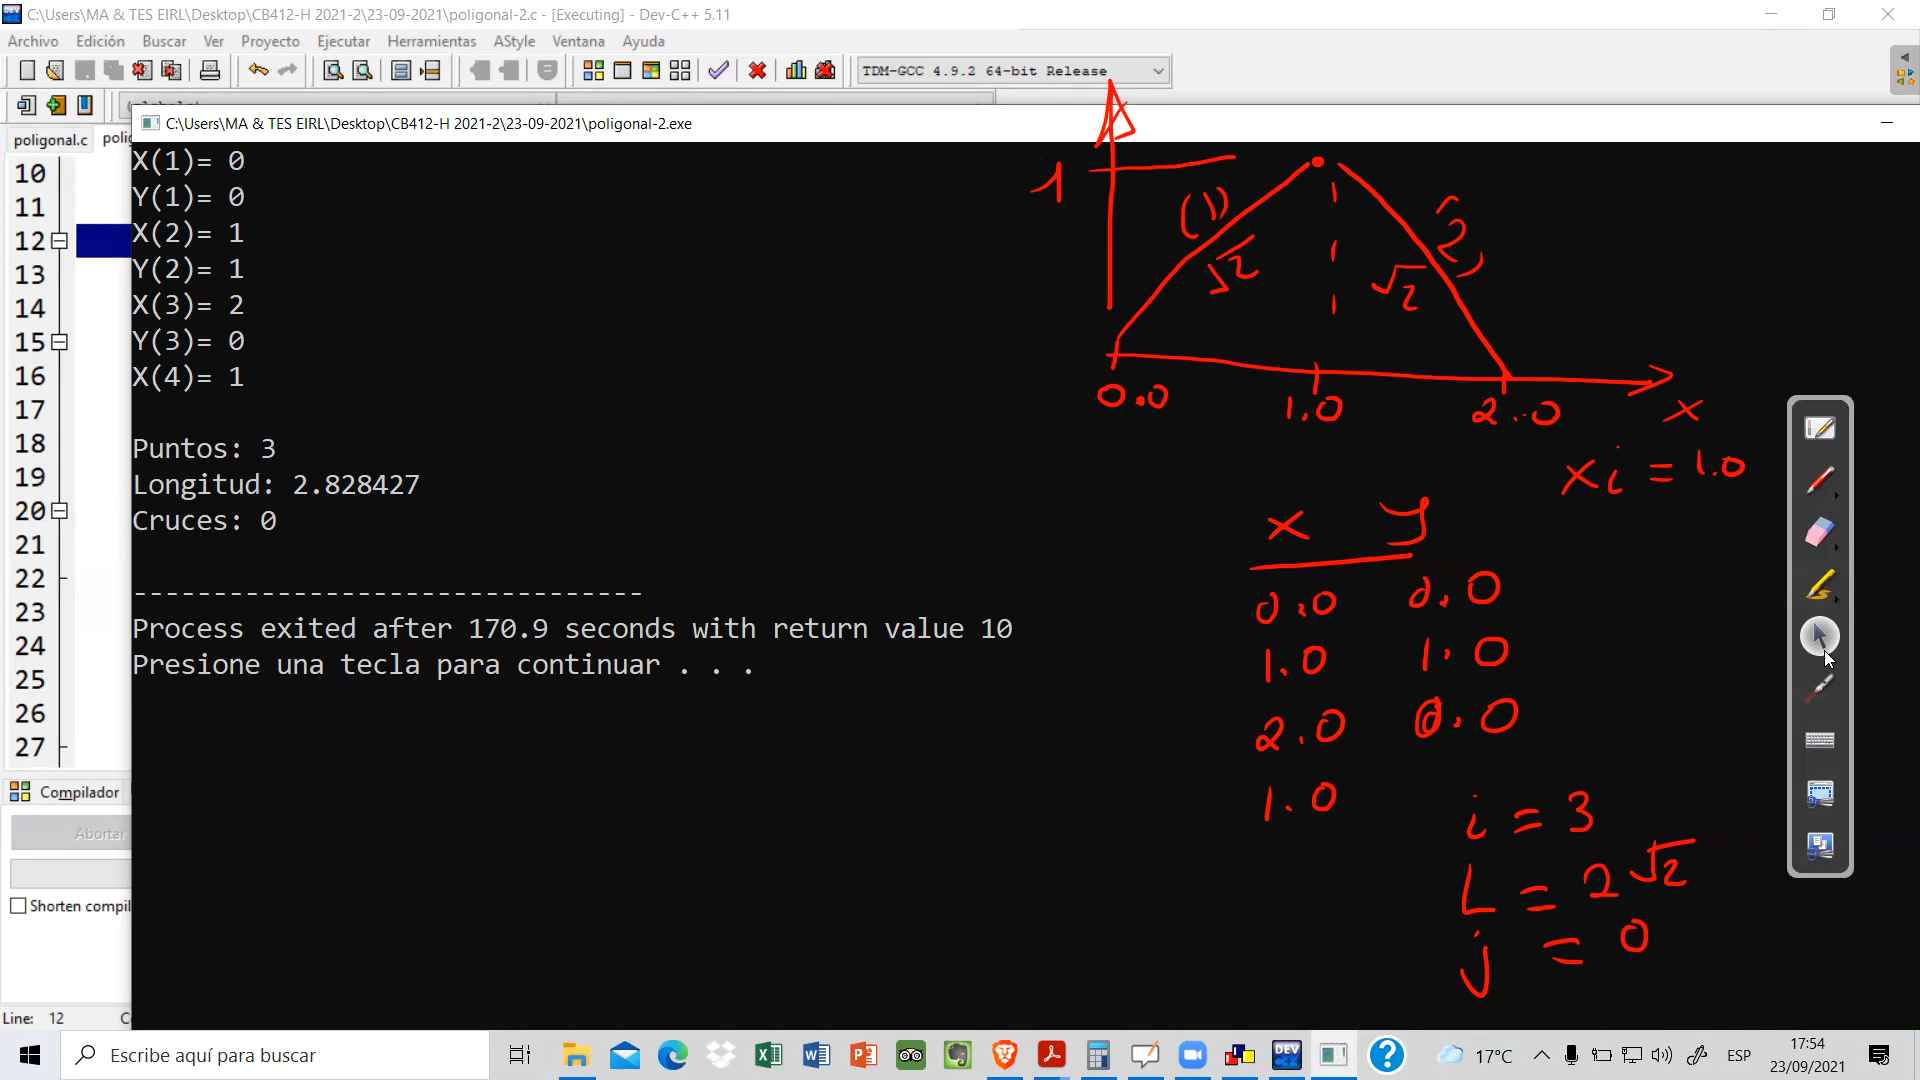 C:\Users\MA & TES EIRL\Desktop\CB412-H 2021-2\23-09-2021\poligonal-2.c - [Executing] - Dev-C++ 5.11
Archivo Edición Buscar Ver Proyecto Ejecutar Herramientas AStyle Ventana Ayuda
TDM-GCC 4.9.2 64-bit Release
C:\Users\MA & TES EIRL\Desktop\CB412-H 2021-2\23-09-2021\poligonal-2.exe
poligonal.c
10
11
12
13
14
15
16
17
18
19
20
21
22
23
24
25
26
27
X(1)= 0
Y(1)= 0
X(2)= 1
Y(2)= 1
X(3)= 2
Y(3)= 0
X(4)= 1
Puntos: 3
Longitud: 2.828427
Cruces: 0
--------------------------------
Process exited after 170.9 seconds with return value 10
Presione una tecla para continuar . . .
1
(1)
√2
(2)
√2
0.0 1.0 2.0 x
xi = 1.0
x y
0.0 0.0
1.0 1.0
2.0 0.0
1.0
i = 3
L = 2√2
j = 0
Compilador
Abortar
Shorten compil
Line: 12
Escribe aquí para buscar
DEV
17°C
ESP
17:54
23/09/2021